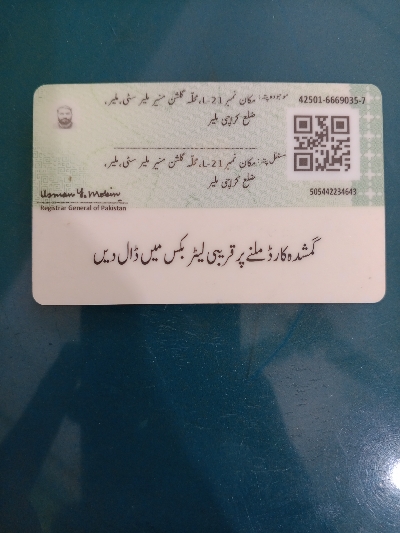 موجودہ پتہ: مکان نمبر L-21، محلہ گلشن منیر ملیر سٹی، ملیر، 42501-6669035-7
ضلع کراچی ملیر
مستقل پتہ: مکان نمبر L-21، محلہ گلشن منیر ملیر سٹی، ملیر،
ضلع کراچی ملیر
505442234643
Usman Y. Mobin
Registrar General of Pakistan
گمشدہ کارڈ ملنے پر قریبی لیٹر بکس میں ڈال دیں